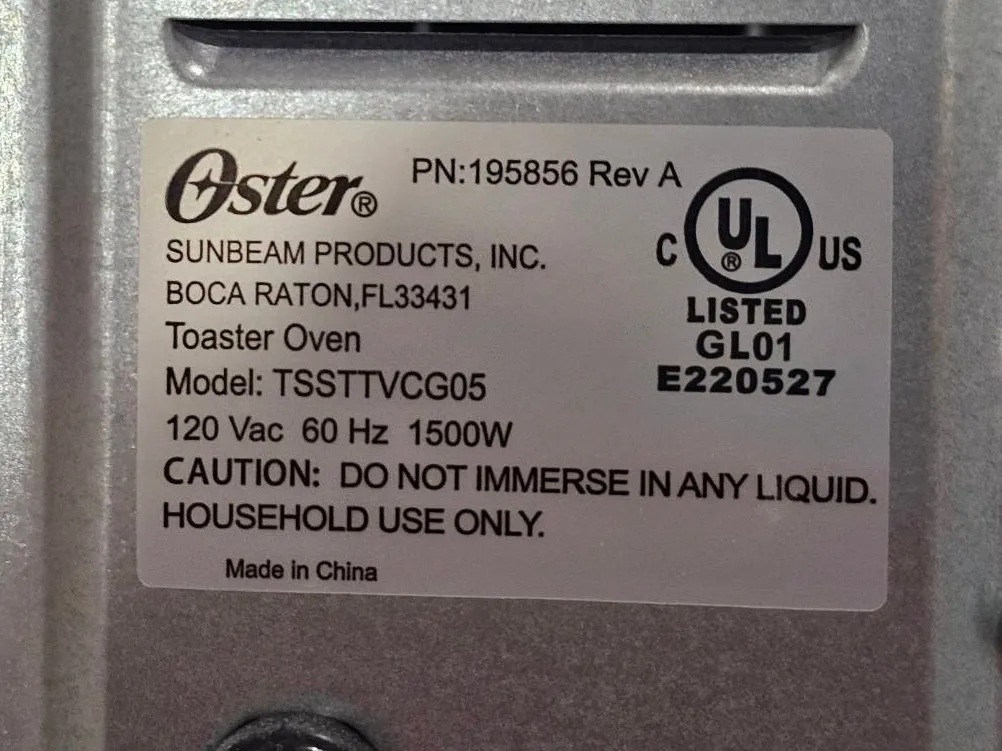 Oster®
PN:195856 Rev A
SUNBEAM PRODUCTS, INC.
BOCA RATON,FL33431
Toaster Oven
Model: TSSTTVCG05
120 Vac 60 Hz 1500W
C UL® US
LISTED
GL01
E220527
CAUTION: DO NOT IMMERSE IN ANY LIQUID.
HOUSEHOLD USE ONLY.
Made in China